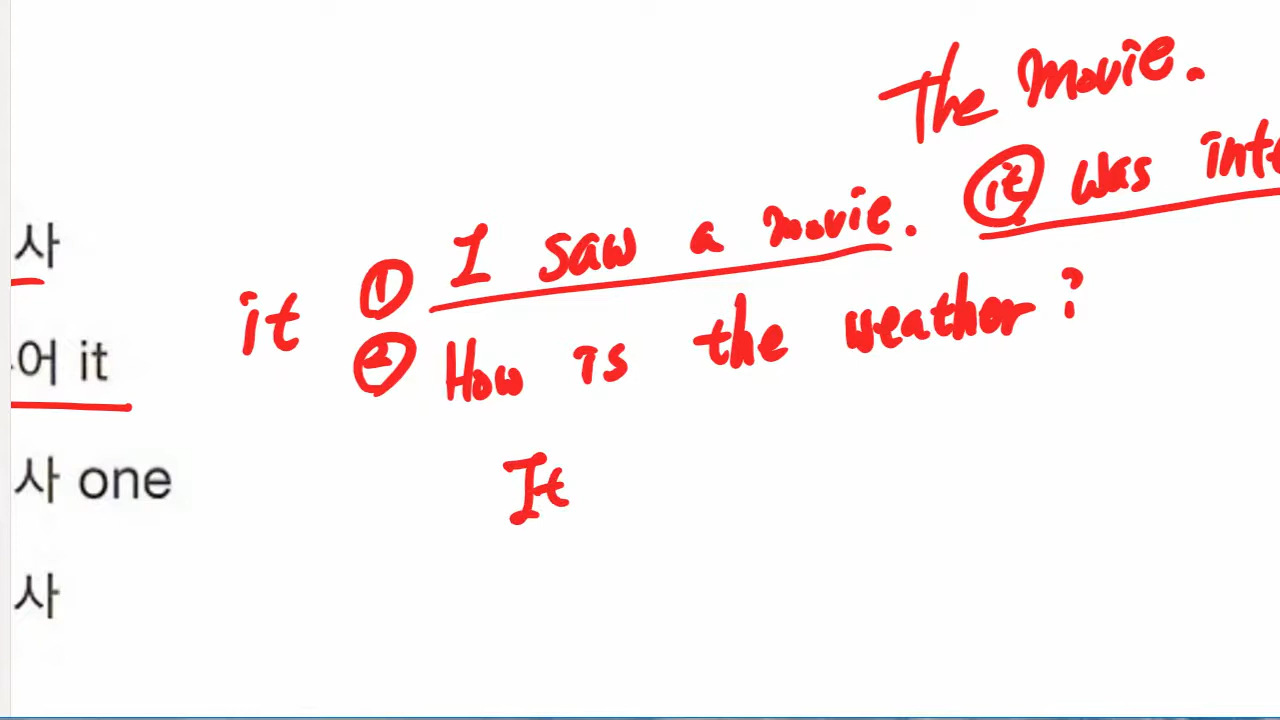 The movie.
it ① I saw a movie. it was inte
② How is the weather?
It
사
어 it
사 one
사